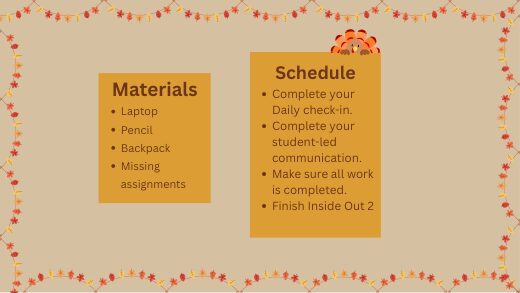 Materials
Laptop
Pencil
Backpack
Missing
assignments
Schedule
Complete your
Daily check-in.
Complete your
student-led
communication.
Make sure all work
is completed.
Finish Inside Out 2